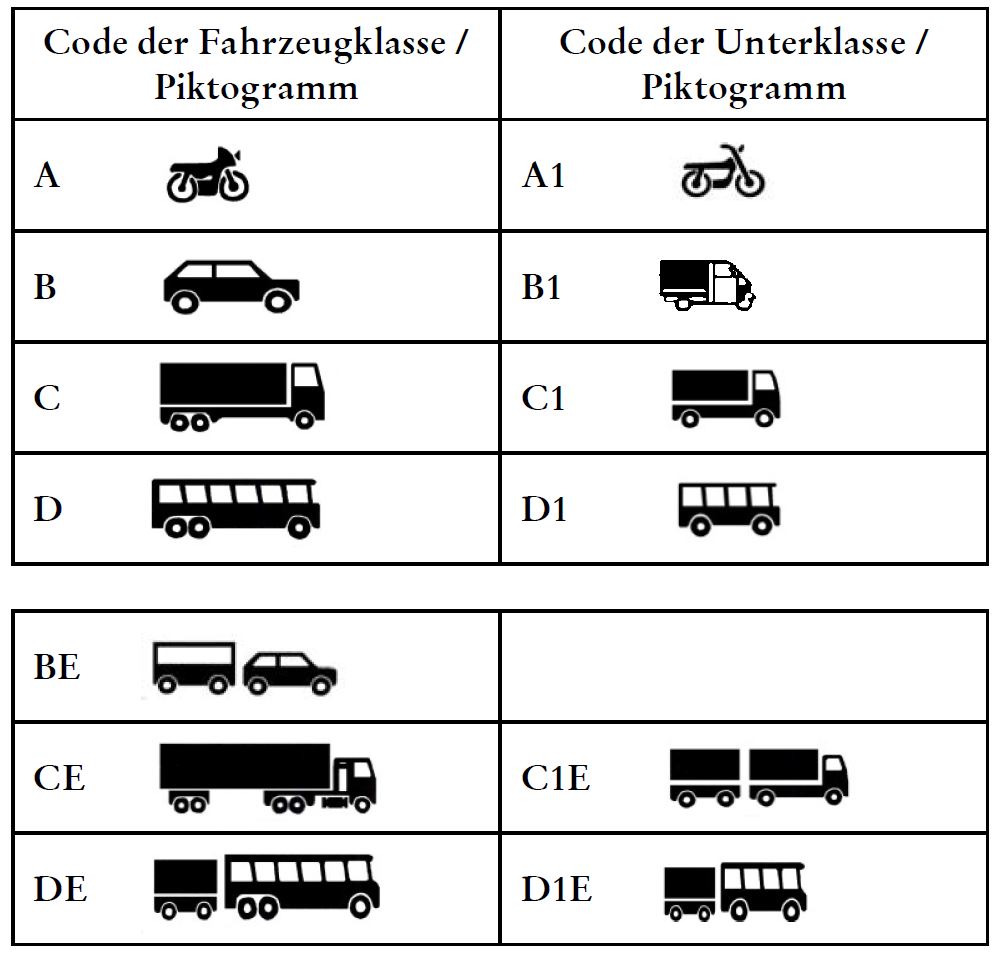 Code der Fahrzeugklasse /
Piktogramm
Code der Unterklasse /
Piktogramm
A
A1
B
B1
C
C1
D
D1
BE
CE
C1E
DE
D1E